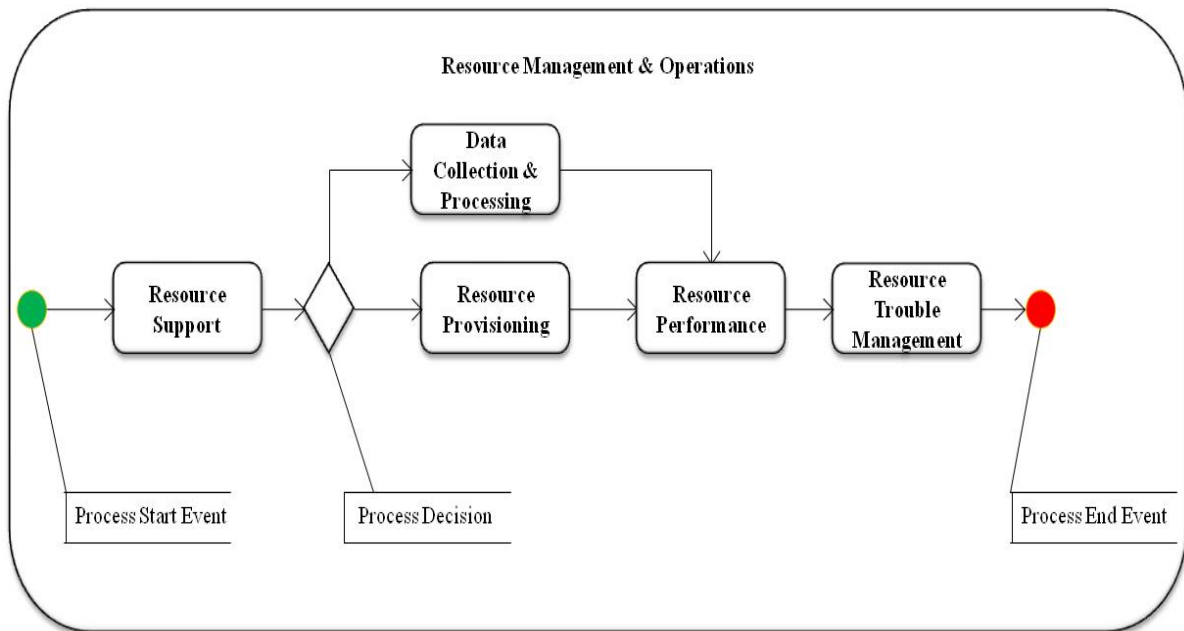 Resource Management & Operations
Data
Collection &
Processing
Resource
Support
Resource
Provisioning
Resource
Performance
Resource
Trouble
Management
Process Start Event
Process Decision
Process End Event